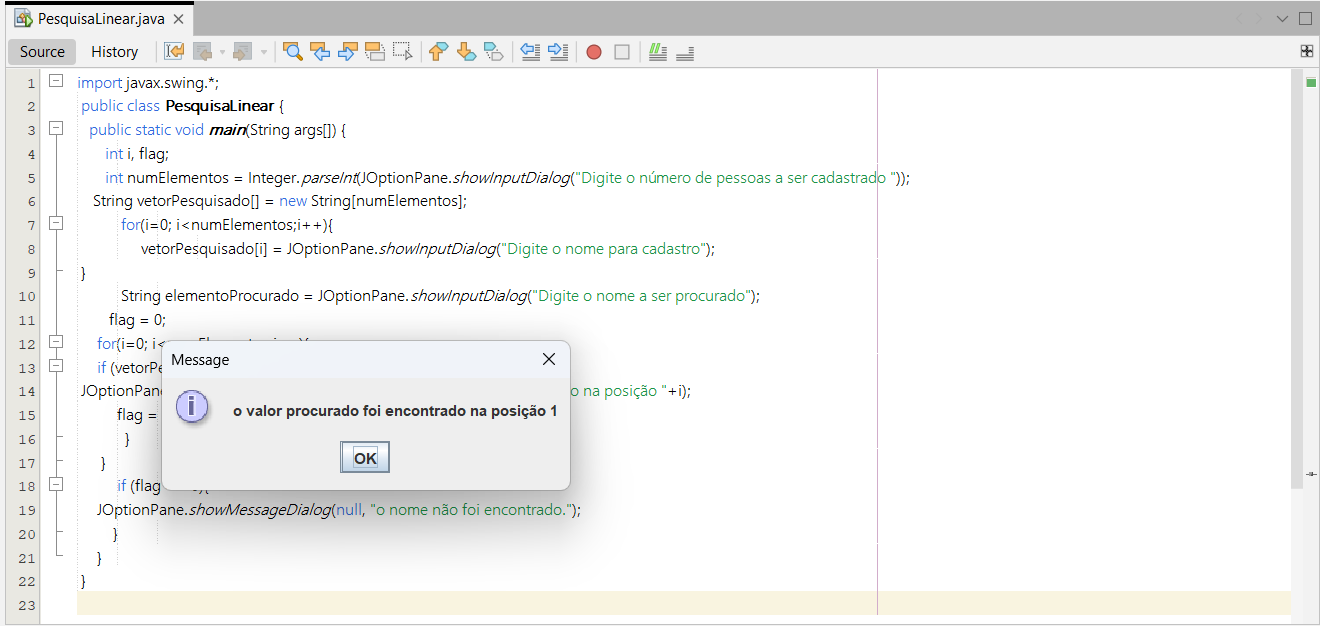 PesquisaLinear.java
Source History
1 import javax.swing.*;
2 public class PesquisaLinear {
3 public static void main(String args[]) {
4 int i, flag;
5 int numElementos = Integer.parseInt(JOptionPane.showInputDialog("Digite o número de pessoas a ser cadastrado "));
6 String vetorPesquisado[] = new String[numElementos];
7 for(i=0; i<numElementos;i++){
8 vetorPesquisado[i] = JOptionPane.showInputDialog("Digite o nome para cadastro");
9 }
10 String elementoProcurado = JOptionPane.showInputDialog("Digite o nome a ser procurado");
11 flag = 0;
12 for(i=0; i<
13 if (vetorPe
14 JOptionPan o na posição "+i);
15 flag =
16 }
17 }
18 if (flag
19 JOptionPane.showMessageDialog(null, "o nome não foi encontrado.");
20 }
21 }
22 }
23
Message
o valor procurado foi encontrado na posição 1
OK